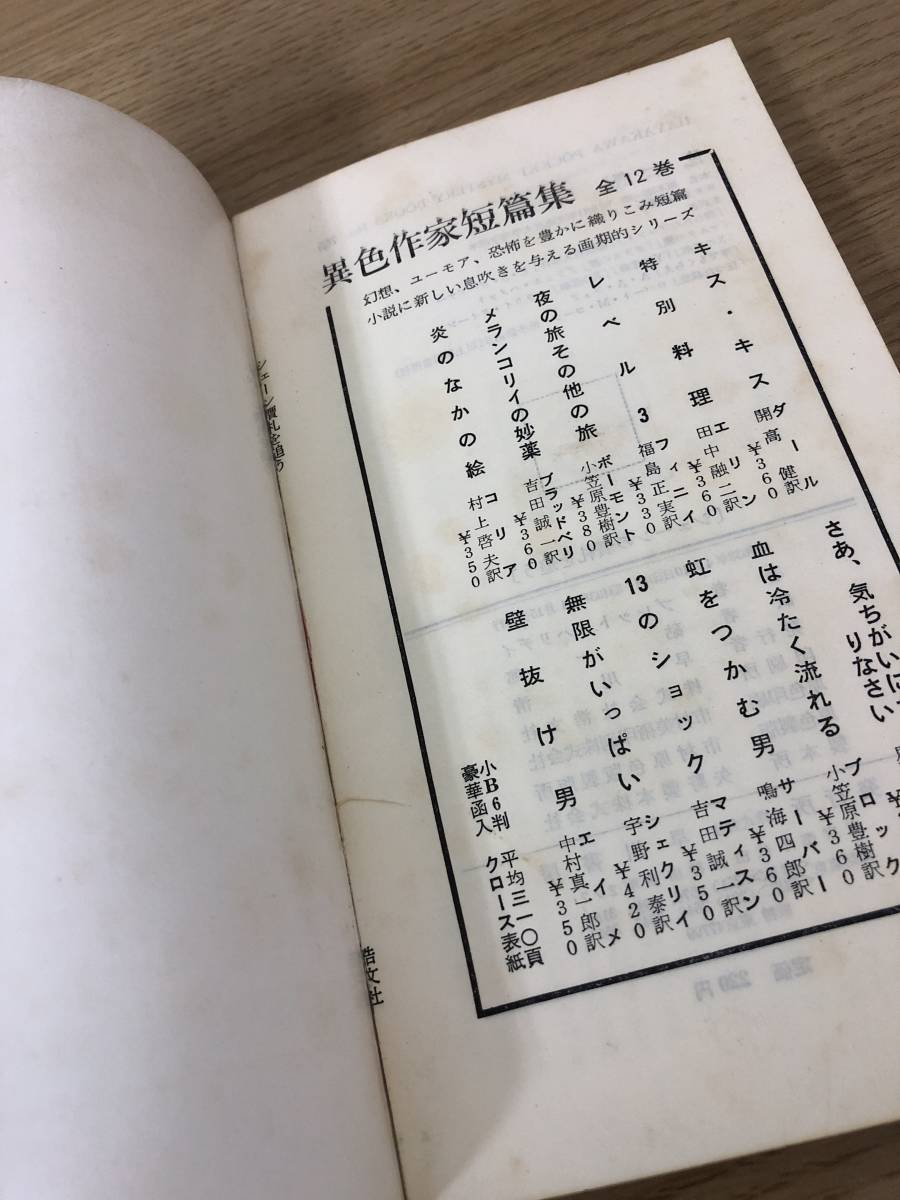 異色作家短篇集 全12巻
幻想、ユーモア、恐怖を豊かに織りこみ短篇
小説に新しい息吹きを与える画期的シリーズ
キス・キス ダール 開高 健訳 ¥360
特別料理 エリン 田中融二訳 ¥360
レベル3 フィニイ 福島正実訳 ¥330
夜の旅その他の旅 ボーモント 小笠原豊樹訳 ¥380
メランコリイの妙薬 ブラッドベリ 吉田誠一訳 ¥360
炎のなかの絵 コリア 村上啓夫訳 ¥350
さあ、気ちがいに
りなさい
血は冷たく流れる ブロック 小笠原豊樹訳 ¥360
虹をつかむ男 サーバー 鳴海四郎訳 ¥360
13のショック マティスン 吉田誠一訳 ¥350
無限がいっぱい シェクリイ 宇野利泰訳 ¥420
壁抜け男 エイメ 中村真一郎訳 ¥350
小B6判 平均三一〇頁
豪華函入 クロース表紙
定価 220円